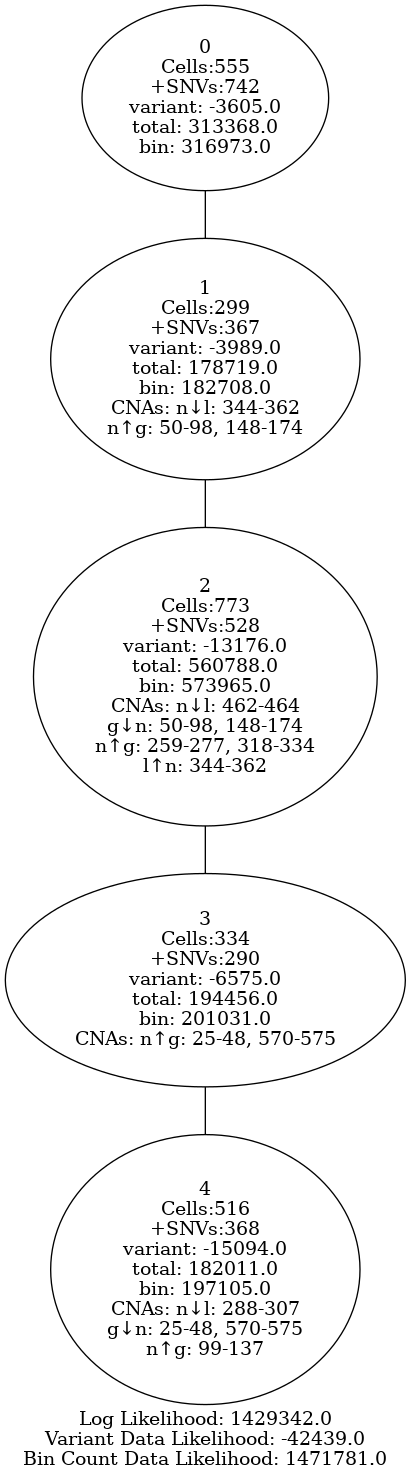 0
Cells:555
+SNVs:742
variant: -3605.0
total: 313368.0
bin: 316973.0
1
Cells:299
+SNVs:367
variant: -3989.0
total: 178719.0
bin: 182708.0
CNAs: n↓l: 344-362
n↑g: 50-98, 148-174
2
Cells:773
+SNVs:528
variant: -13176.0
total: 560788.0
bin: 573965.0
CNAs: n↓l: 462-464
g↓n: 50-98, 148-174
n↑g: 259-277, 318-334
l↑n: 344-362
3
Cells:334
+SNVs:290
variant: -6575.0
total: 194456.0
bin: 201031.0
CNAs: n↑g: 25-48, 570-575
4
Cells:516
+SNVs:368
variant: -15094.0
total: 182011.0
bin: 197105.0
CNAs: n↓l: 288-307
g↓n: 25-48, 570-575
n↑g: 99-137
Log Likelihood: 1429342.0
Variant Data Likelihood: -42439.0
Bin Count Data Likelihood: 1471781.0